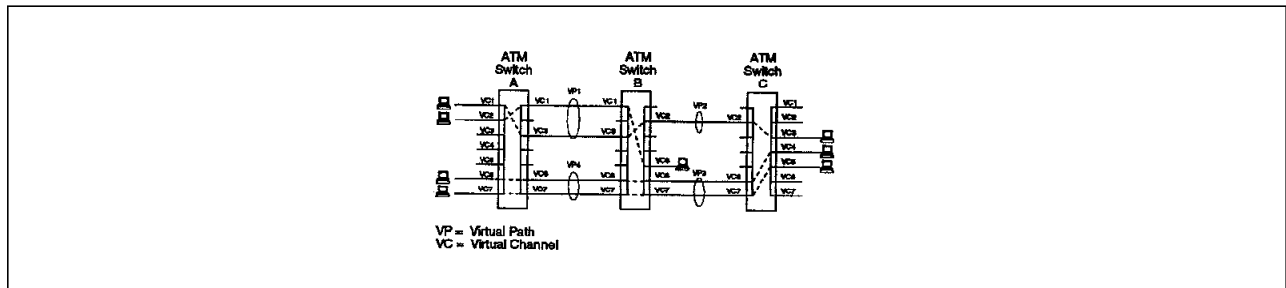 ATM Switch A
ATM Switch B
ATM Switch C
VC1 VC1 VP1 VC1 VC1
VC2 VC2 VP2 VC2 VC2
VC3 VC3 VC3 VC3
VC4 VC4
VC5 VC5 VC5
VC6 VC6 VP4 VC6 VC6 VP3 VC6 VC6
VC7 VC7 VC7 VC7 VC7 VC7
VP = Virtual Path
VC = Virtual Channel